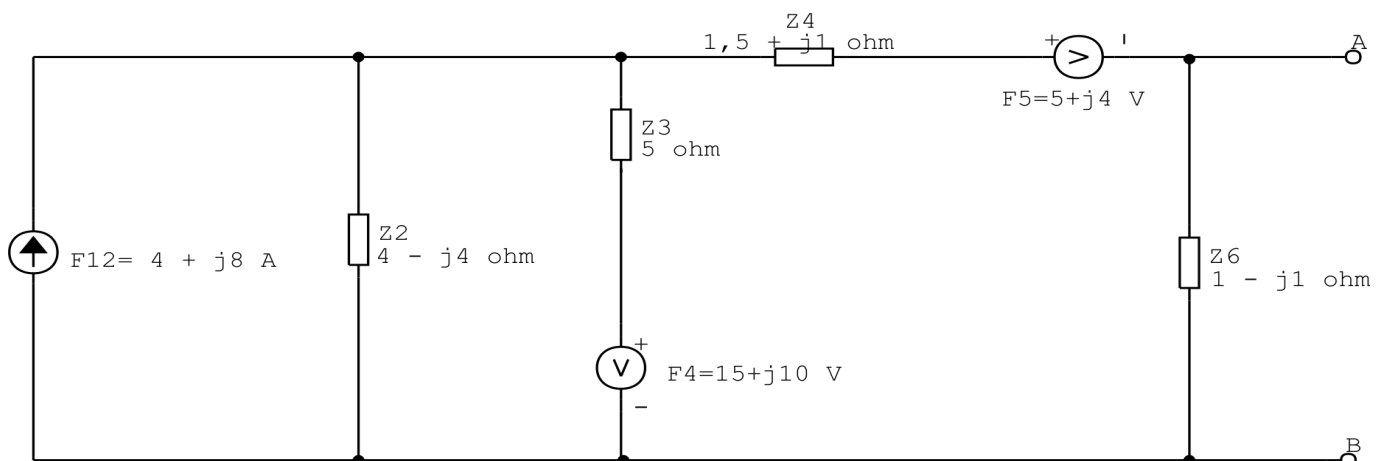 Z4
1,5 + j1 ohm
+
A
>
F5=5+j4 V
Z3
5 ohm
Z2
4 - j4 ohm
F12= 4 + j8 A
Z6
1 - j1 ohm
+
V
F4=15+j10 V
-
B